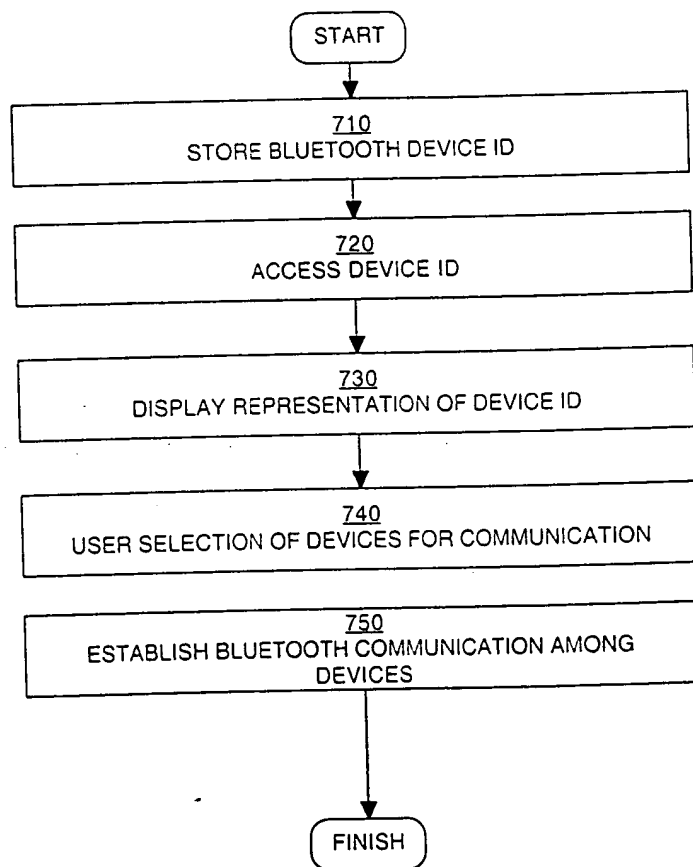 START
710
STORE BLUETOOTH DEVICE ID
720
ACCESS DEVICE ID
730
DISPLAY REPRESENTATION OF DEVICE ID
740
USER SELECTION OF DEVICES FOR COMMUNICATION
750
ESTABLISH BLUETOOTH COMMUNICATION AMONG
DEVICES
FINISH